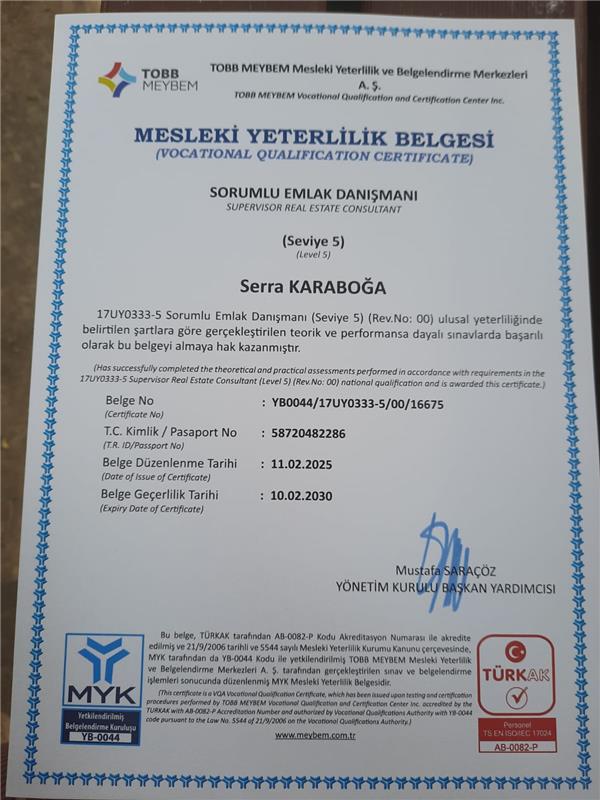 TOBB
MEYBEM
TOBB MEYBEM Mesleki Yeterlilik ve Belgelendirme Merkezleri
A. Ş.
TOBB MEYBEM Vocational Qualification and Certification Center Inc.
MESLEKİ YETERLİLİK BELGESİ
(VOCATIONAL QUALIFICATION CERTIFICATE)
SORUMLU EMLAK DANIŞMANI
SUPERVISOR REAL ESTATE CONSULTANT
(Seviye 5)
(Level 5)
Serra KARABOĞA
17UY0333-5 Sorumlu Emlak Danışmanı (Seviye 5) (Rev.No: 00) ulusal yeterliliğinde
belirtilen şartlara göre gerçekleştirilen teorik ve performansa dayalı sınavlarda başarılı
olarak bu belgeyi almaya hak kazanmıştır.
(Has successfully completed the theoretical and practical assessments performed in accordance with requirements in the
17UY0333-5 Supervisor Real Estate Consultant (Level 5) (Rev.No: 00) national qualification and is awarded this certificate.)
Belge No : YB0044/17UY0333-5/00/16675
(Certificate No)
T.C. Kimlik / Pasaport No : 58720482286
(T.R. ID/Passport No)
Belge Düzenlenme Tarihi : 11.02.2025
(Date of Issue of Certificate)
Belge Geçerlilik Tarihi : 10.02.2030
(Expiry Date of Certificate)
Mustafa SARAÇÖZ
YÖNETİM KURULU BAŞKAN YARDIMCISI
Bu belge, TÜRKAK tarafından AB-0082-P Kodu Akreditasyon Numarası ile akredite
edilmiş ve 21/9/2006 tarihli ve 5544 sayılı Mesleki Yeterlilik Kurumu Kanunu çerçevesinde,
MYK tarafından da YB-0044 Kodu ile yetkilendirilmiş TOBB MEYBEM Mesleki Yeterlilik
ve Belgelendirme Merkezleri A. Ş. tarafından gerçekleştirilen sınav ve belgelendirme
işlemleri sonucunda düzenlenmiş MYK Mesleki Yeterlilik Belgesidir.
(This certificate is a VQA Vocational Qualification Certificate, which has been issued upon testing and certification
procedures performed by TOBB MEYBEM Vocational Qualification and Certification Center Inc. accredited by the
TURKAK with AB-0082-P Accreditation Number and authorized by Vocational Qualifications Authority with YB-0044
code pursuant to the Law No. 5544 of 21/9/2006 on the Vocational Qualifications Authority.)
www.meybem.com.tr
MYK
Yetkilendirilmiş
Belgelendirme Kuruluşu
YB-0044
TÜRKAK
Personel
TS EN ISO/IEC 17024
AB-0082-P